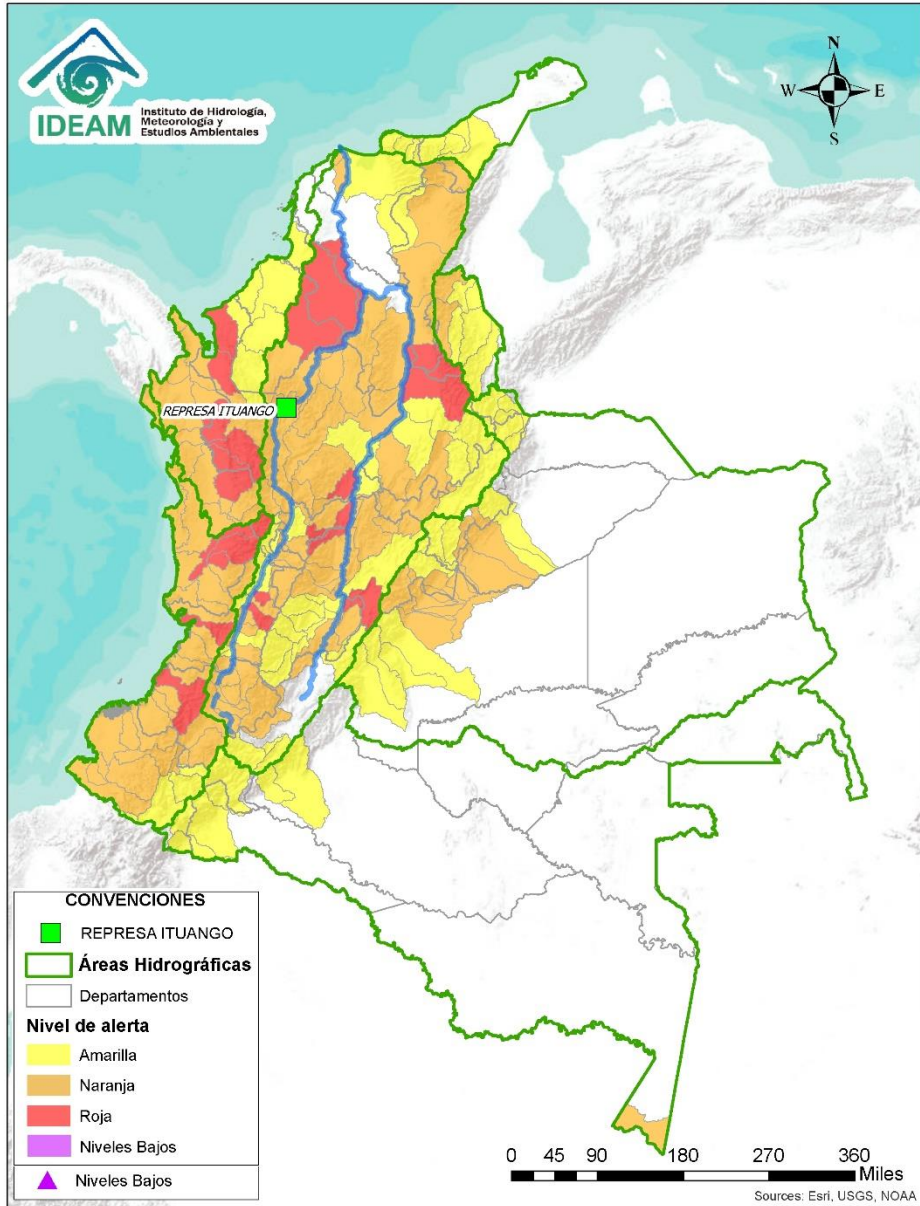 IDEAM
Instituto de Hidrología,
Meteorología y
Estudios Ambientales
N
W
E
S
REPRESA ITUANGO
CONVENCIONES
REPRESA ITUANGO
Áreas Hidrográficas
Departamentos
Nivel de alerta
Amarilla
Naranja
Roja
Niveles Bajos
Niveles Bajos
0 45 90 180 270 360
Miles
Sources: Esri, USGS, NOAA